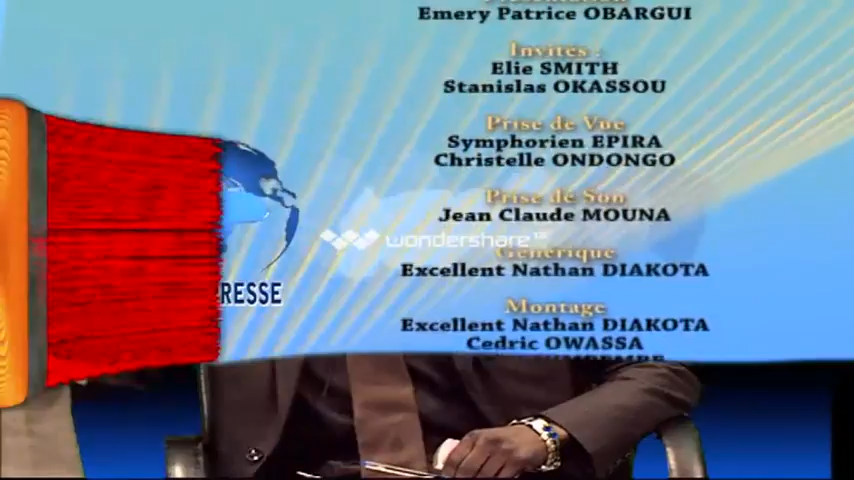 Emery Patrice OBARGUI
Invités :
Elie SMITH
Stanislas OKASSOU
Prise de Vue
Symphorien EPIRA
Christelle ONDONGO
Prise de Son
Jean Claude MOUNA
wondershare
Générique
Excellent Nathan DIAKOTA
RESSE
Montage
Excellent Nathan DIAKOTA
Cedric OWASSA